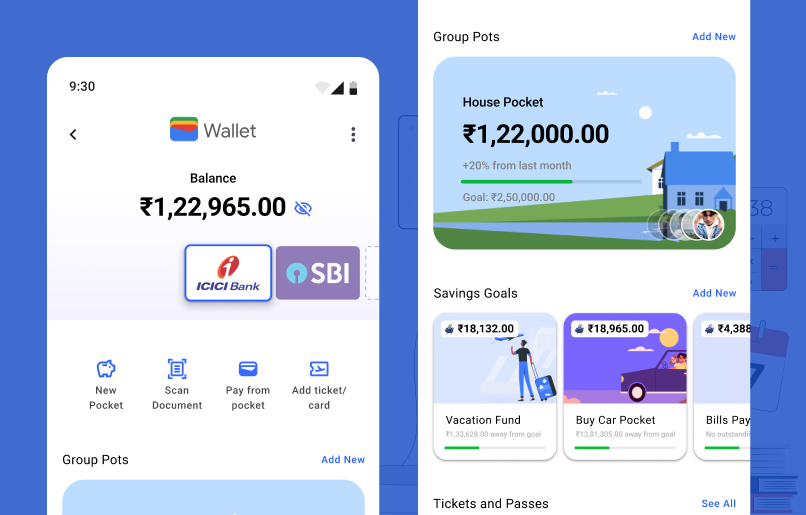 9:30
Wallet
Balance
₹1,22,965.00
ICICI Bank
SBI
New
Pocket
Scan
Document
Pay from
pocket
Add ticket/
card
Group Pots
Add New
Group Pots
Add New
House Pocket
₹1,22,000.00
+20% from last month
Goal: ₹2,50,000.00
Savings Goals
Add New
₹18,132.00
Vacation Fund
₹1,33,628.00 away from goal
₹18,965.00
Buy Car Pocket
₹13,81,305.00 away from goal
₹4,388
Bills Pay
No outstandin
Tickets and Passes
See All
38
+
=
7